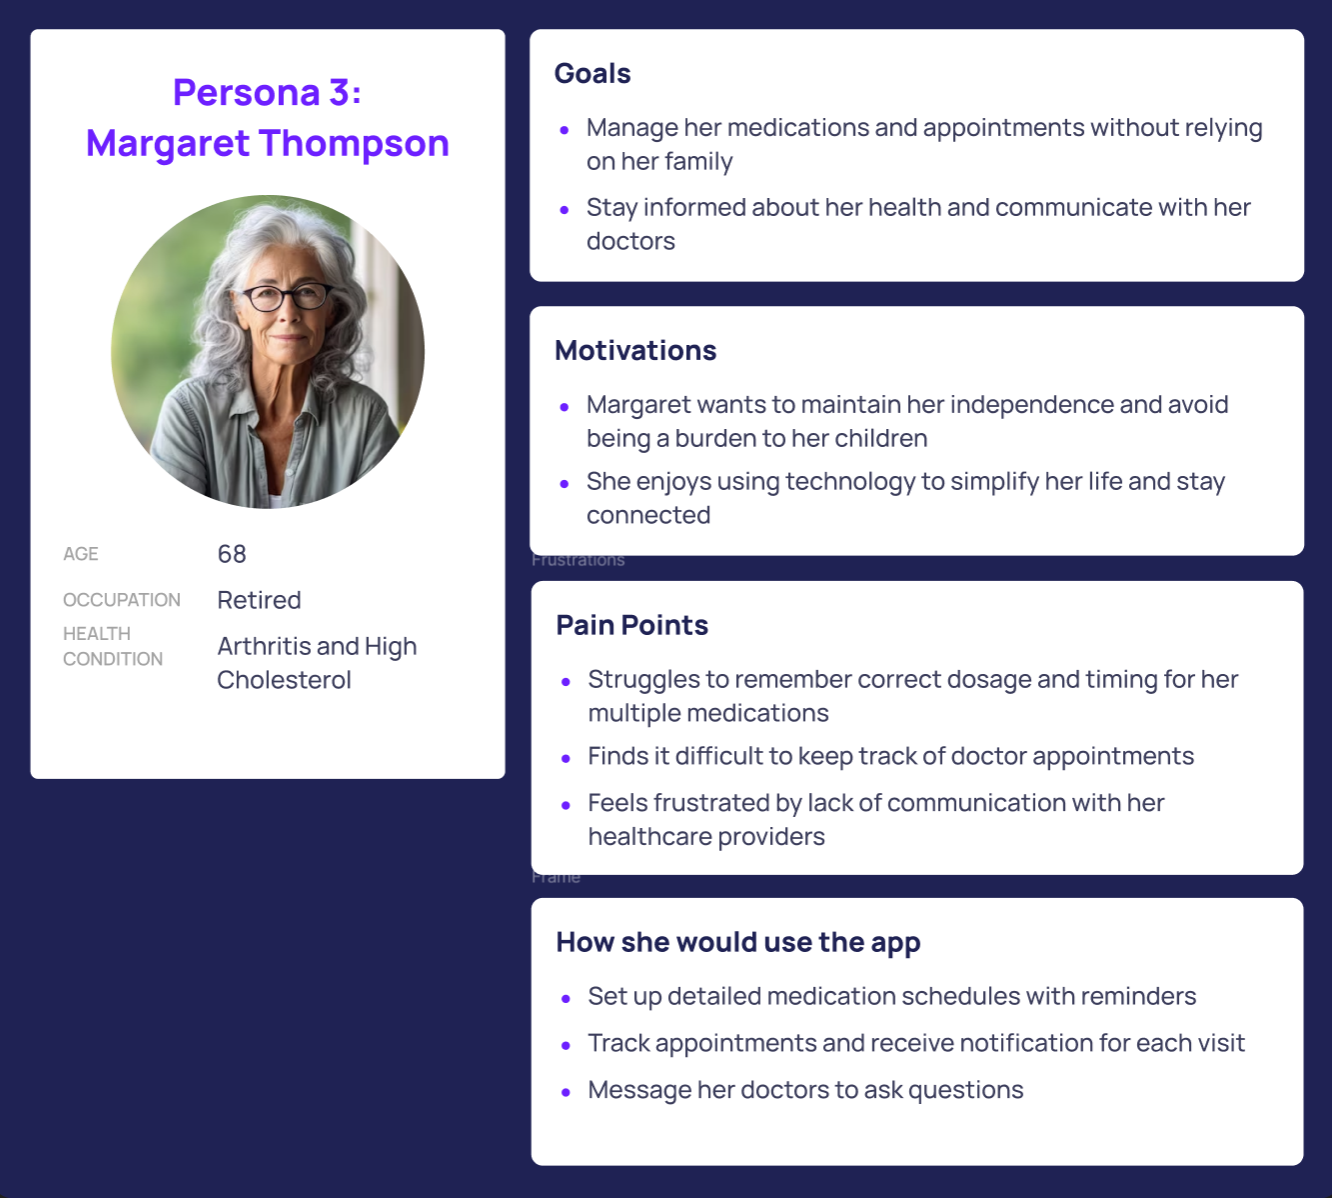 Persona 3:
Margaret Thompson
AGE
68
OCCUPATION
Retired
HEALTH
CONDITION
Arthritis and High
Cholesterol
Goals
Manage her medications and appointments without relying
on her family
Stay informed about her health and communicate with her
doctors
Motivations
Margaret wants to maintain her independence and avoid
being a burden to her children
She enjoys using technology to simplify her life and stay
connected
Frustrations
Pain Points
Struggles to remember correct dosage and timing for her
multiple medications
Finds it difficult to keep track of doctor appointments
Feels frustrated by lack of communication with her
healthcare providers
Frame
How she would use the app
Set up detailed medication schedules with reminders
Track appointments and receive notification for each visit
Message her doctors to ask questions